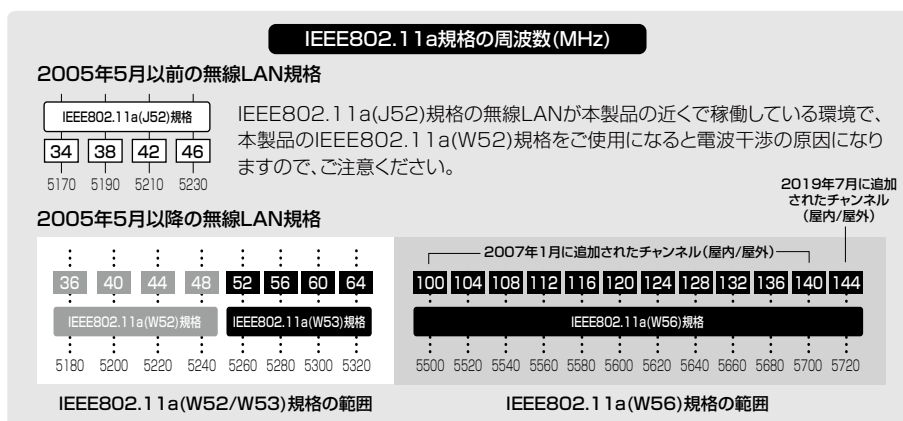 IEEE802.11a規格の周波数(MHz)
2005年5月以前の無線LAN規格
IEEE802.11a(J52)規格
34 38 42 46
5170 5190 5210 5230
IEEE802.11a(J52)規格の無線LANが本製品の近くで稼働している環境で、
本製品のIEEE802.11a(W52)規格をご使用になると電波干渉の原因になり
ますので、ご注意ください。
2019年7月に追加
されたチャンネル
(屋内/屋外)
2005年5月以降の無線LAN規格
2007年1月に追加されたチャンネル(屋内/屋外)
36 40 44 48 52 56 60 64
IEEE802.11a(W52)規格 IEEE802.11a(W53)規格
5180 5200 5220 5240 5260 5280 5300 5320
IEEE802.11a(W52/W53)規格の範囲
100 104 108 112 116 120 124 128 132 136 140 144
IEEE802.11a(W56)規格
5500 5520 5540 5560 5580 5600 5620 5640 5660 5680 5700 5720
IEEE802.11a(W56)規格の範囲